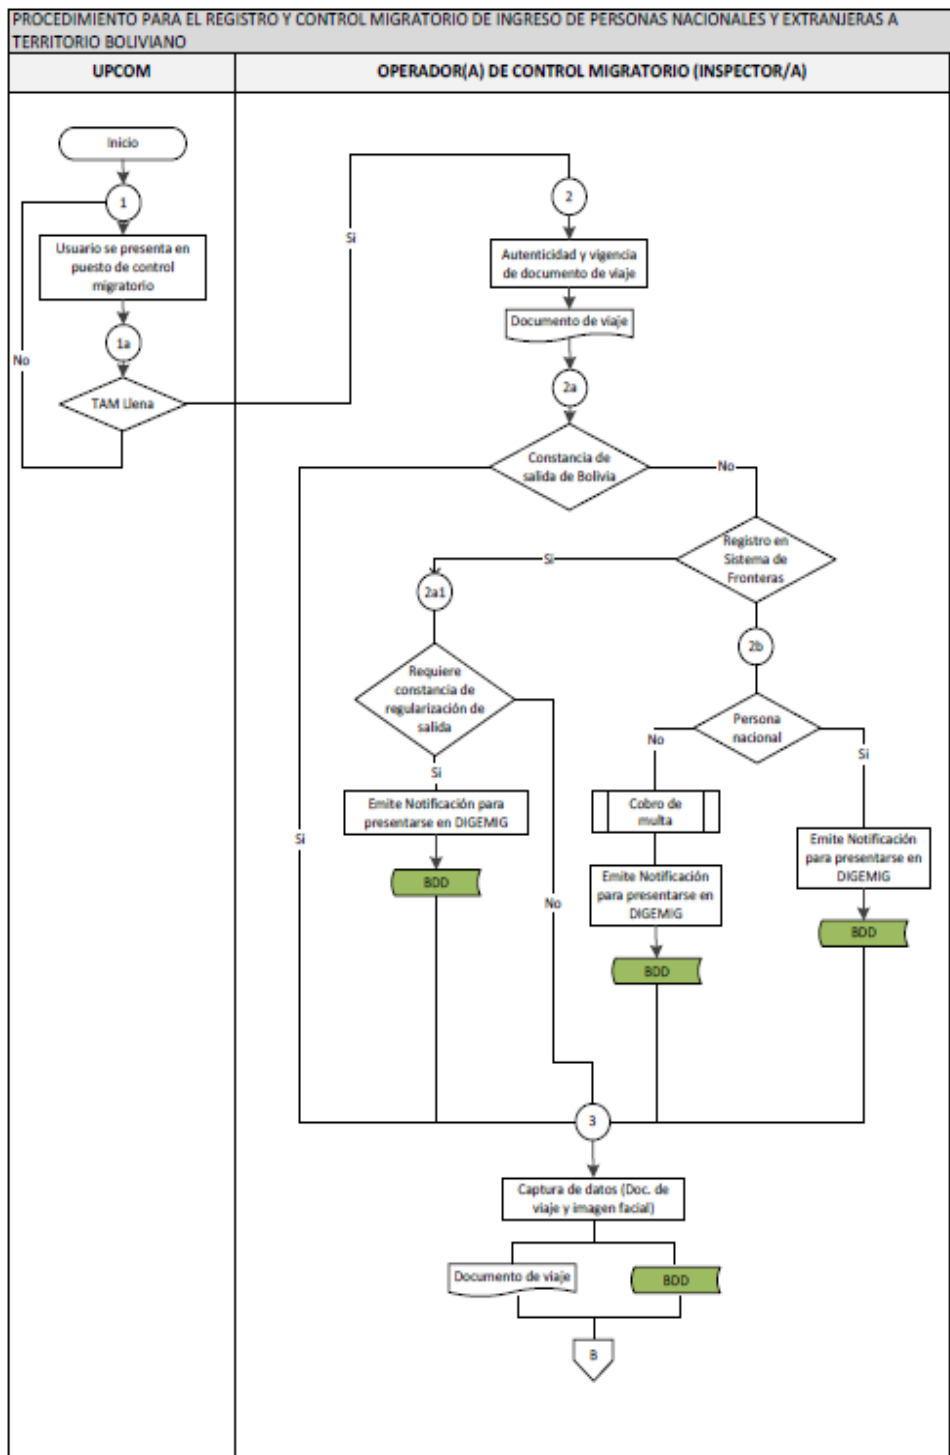 PROCEDIMIENTO PARA EL REGISTRO Y CONTROL MIGRATORIO DE INGRESO DE PERSONAS NACIONALES Y EXTRANJERAS A
TERRITORIO BOLIVIANO
UPCOM
OPERADOR(A) DE CONTROL MIGRATORIO (INSPECTOR/A)
Inicio
1
Usuario se presenta en
puesto de control
migratorio
1a
No
TAM Llena
Si
2
Autenticidad y vigencia
de documento de viaje
Documento de viaje
2a
Constancia de
salida de Bolivia
No
Registro en
Sistema de
Fronteras
Si
2a1
2b
Requiere
constancia de
regularización de
salida
Persona
nacional
No
Si
Si
Emite Notificación para
presentarse en DIGEMIG
Cobro de
multa
Emite Notificación
para presentarse en
DIGEMIG
Si
BDD
Emite Notificación
para presentarse en
DIGEMIG
No
BDD
BDD
3
Captura de datos (Doc. de
viaje y imagen facial)
Documento de viaje
BDD
B